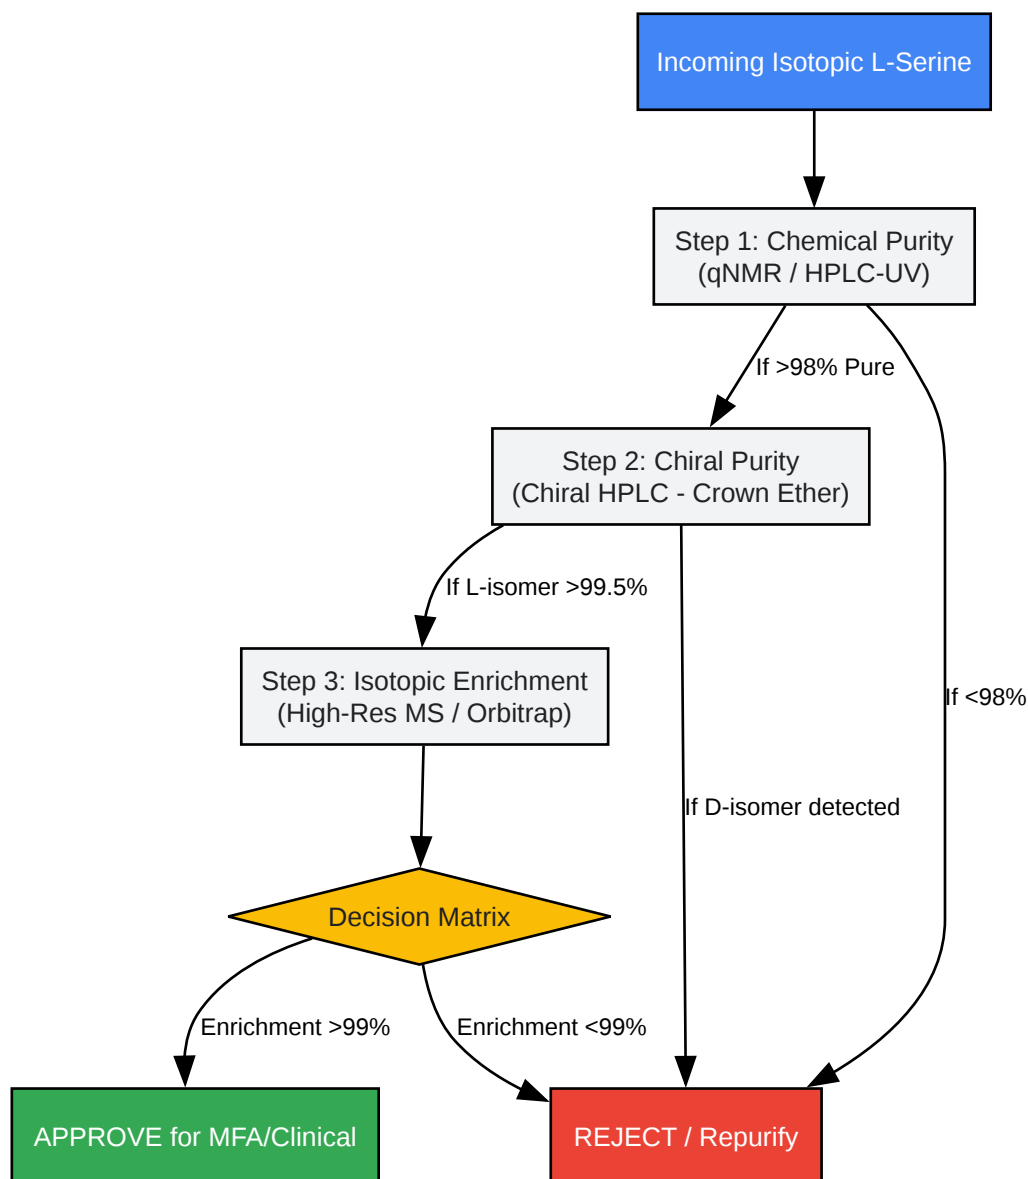 Incoming Isotopic L-Serine
Step 1: Chemical Purity
(qNMR / HPLC-UV)
If >98% Pure
Step 2: Chiral Purity
(Chiral HPLC - Crown Ether)
If L-isomer >99.5%
Step 3: Isotopic Enrichment
(High-Res MS / Orbitrap)
If <98%
If D-isomer detected
Decision Matrix
Enrichment >99%
Enrichment <99%
APPROVE for MFA/Clinical
REJECT / Repurify